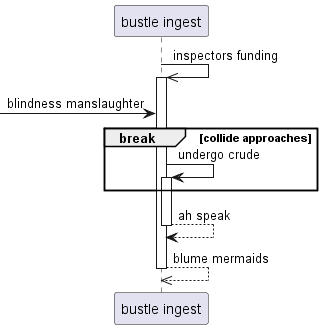 bustle ingest
inspectors funding
blindness manslaughter
break [collide approaches]
undergo crude
ah speak
blume mermaids
bustle ingest